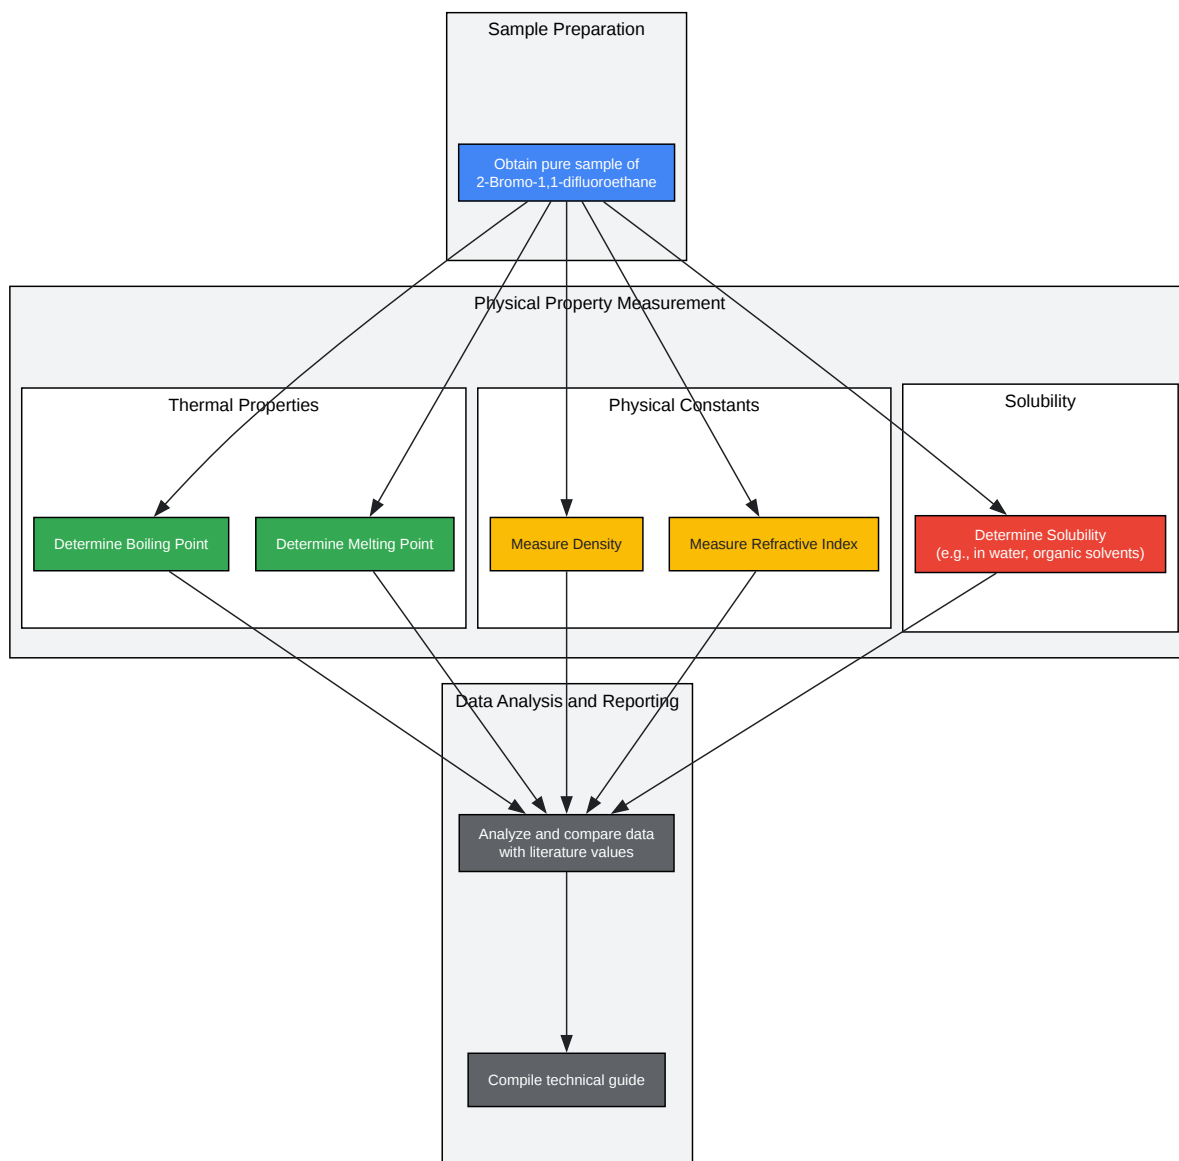 Sample Preparation
Obtain pure sample of
2-Bromo-1,1-difluoroethane
Physical Property Measurement
Thermal Properties
Physical Constants
Solubility
Determine Boiling Point
Determine Melting Point
Measure Density
Measure Refractive Index
Determine Solubility
(e.g., in water, organic solvents)
Data Analysis and Reporting
Analyze and compare data
with literature values
Compile technical guide